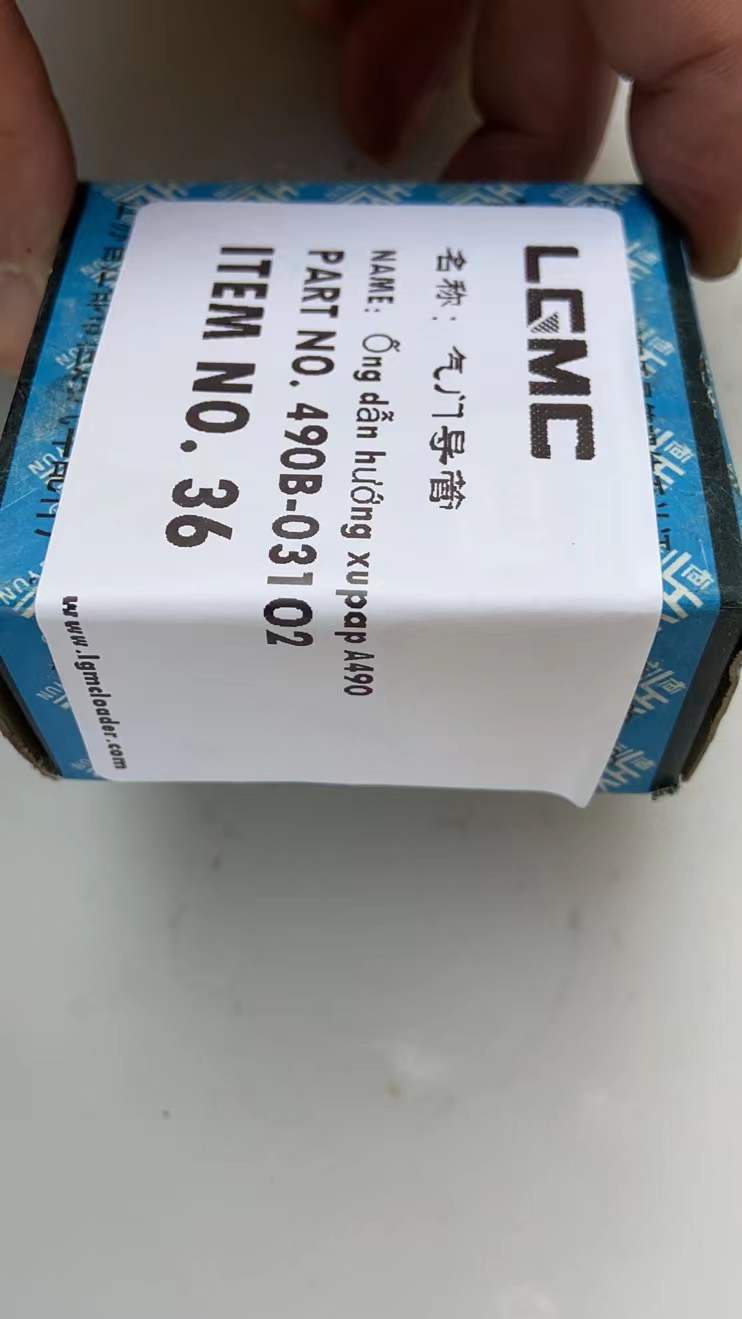 LGMC
名称：气门导管
NAME: Ống dẫn hướng xupap A490
PART NO. 490B-03102
ITEM NO. 36
www.lgmcloader.com